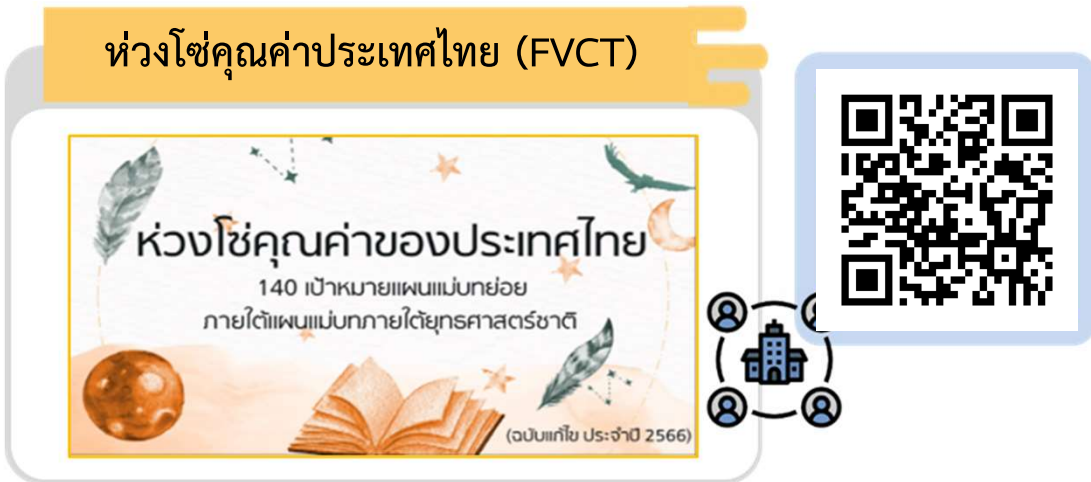 ห่วงโซ่คุณค่าประเทศไทย (FVCT)
ห่วงโซ่คุณค่าของประเทศไทย
140 เป้าหมายแผนแม่บทย่อย
ภายใต้แผนแม่บทภายใต้ยุทธศาสตร์ชาติ
(ฉบับแก้ไข ประจำปี 2566)